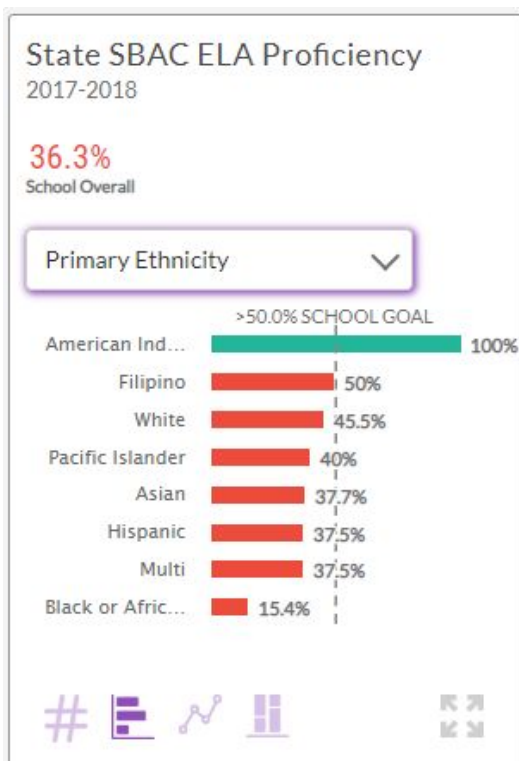 State SBAC ELA Proficiency
2017-2018
36.3%
School Overall
Primary Ethnicity
>50.0% SCHOOL GOAL
American Ind... 100%
Filipino 50%
White 45.5%
Pacific Islander 40%
Asian 37.7%
Hispanic 37.5%
Multi 37.5%
Black or Afric... 15.4%
#